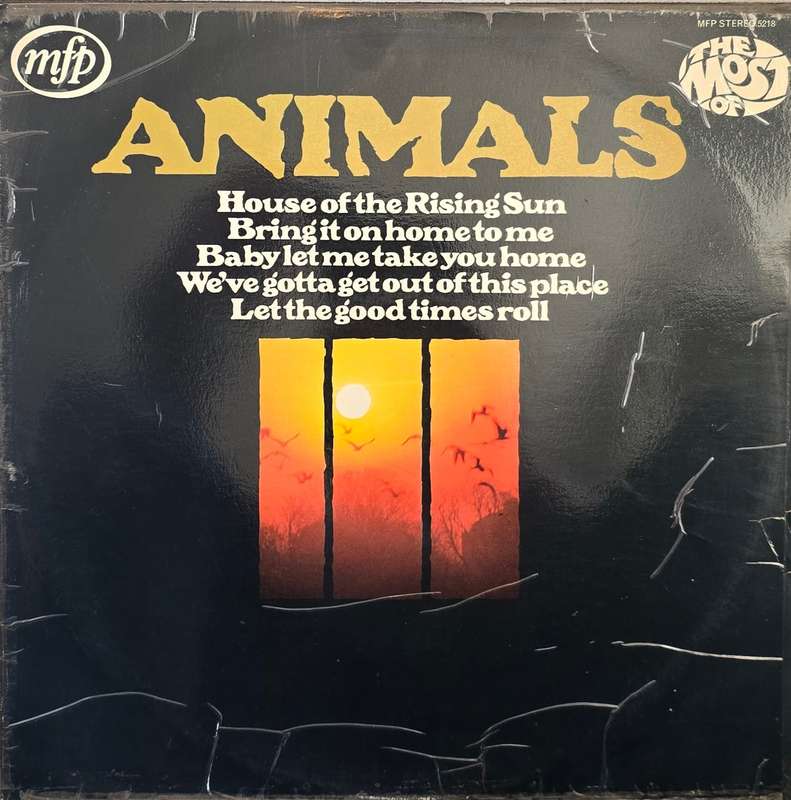 mfp
MFP STEREO 5218
THE
MOST
OF
ANIMALS
House of the Rising Sun
Bring it on home to me
Baby let me take you home
We've gotta get out of this place
Let the good times roll